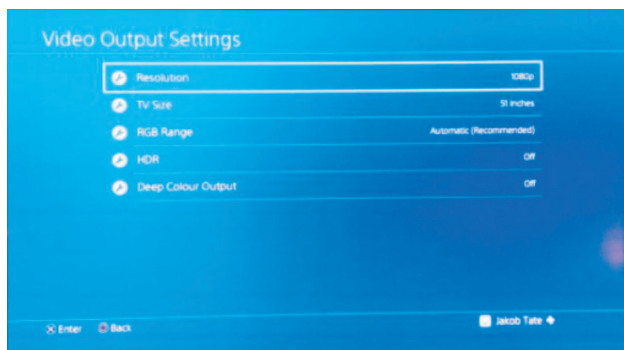 Video Output Settings
Resolution 1080p
TV Size 51 inches
RGB Range Automatic (Recommended)
HDR Off
Deep Colour Output Off
Enter Back Jakob Tate